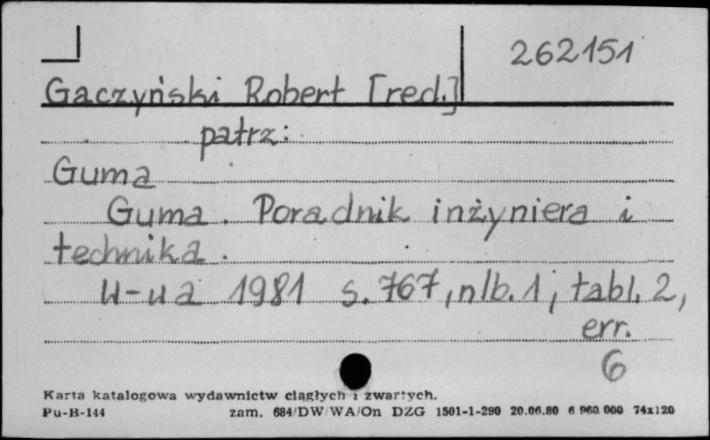 262151
Gaczyński Robert [red.]
patrz:
Guma
Guma. Poradnik inżyniera i
technika.
W-wa 1981 s. 767, nlb. 1, tabl. 2,
err.
6
Karta katalogowa wydawnictw ciągłych i zwartych.
Pu-B-144 zam. 684/DW/WA/On DZG 1501-1-290 20.06.80 6 960 000 74x120